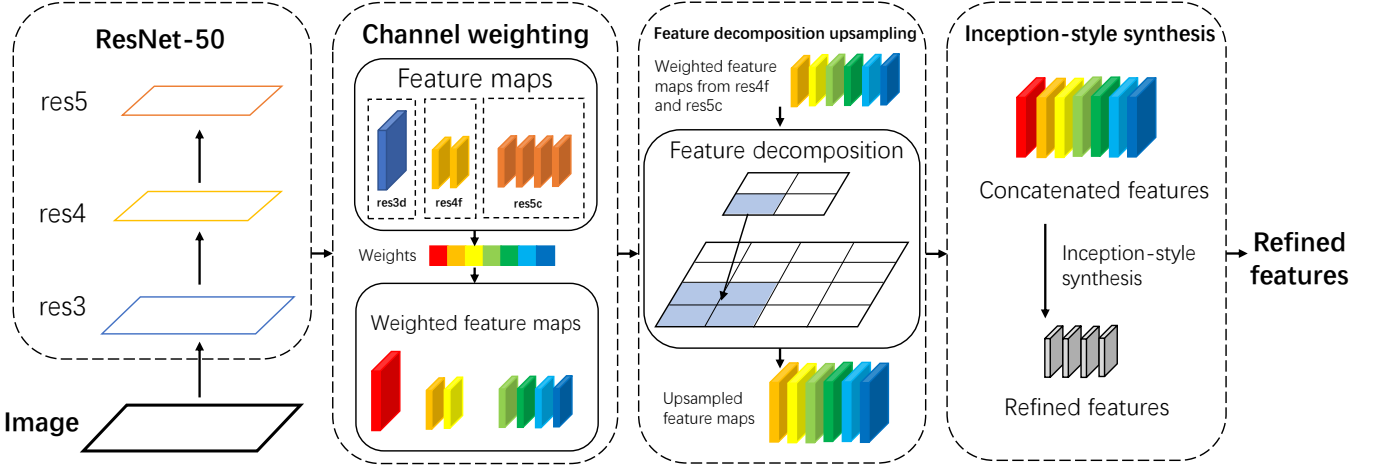 ResNet-50
res5
res4
res3
Image
Channel weighting
Feature maps
res3d
res4f
res5c
Weights
Weighted feature maps
Feature decomposition upsampling
Weighted feature
maps from res4f
and res5c
Feature decomposition
Upsampled
feature maps
Inception-style synthesis
Concatenated features
Inception-style
synthesis
Refined features
Refined
features